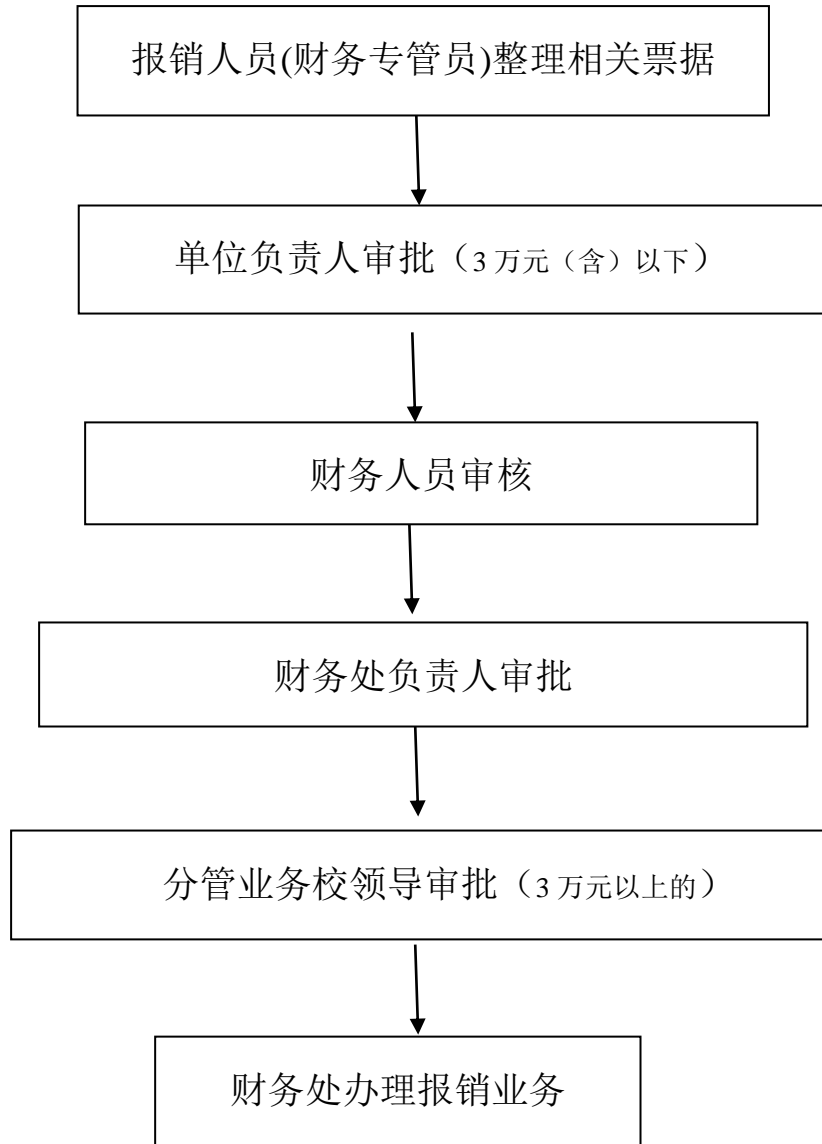 报销人员(财务专管员)整理相关票据
单位负责人审批（3 万元（含）以下）
财务人员审核
财务处负责人审批
分管业务校领导审批（3 万元以上的）
财务处办理报销业务